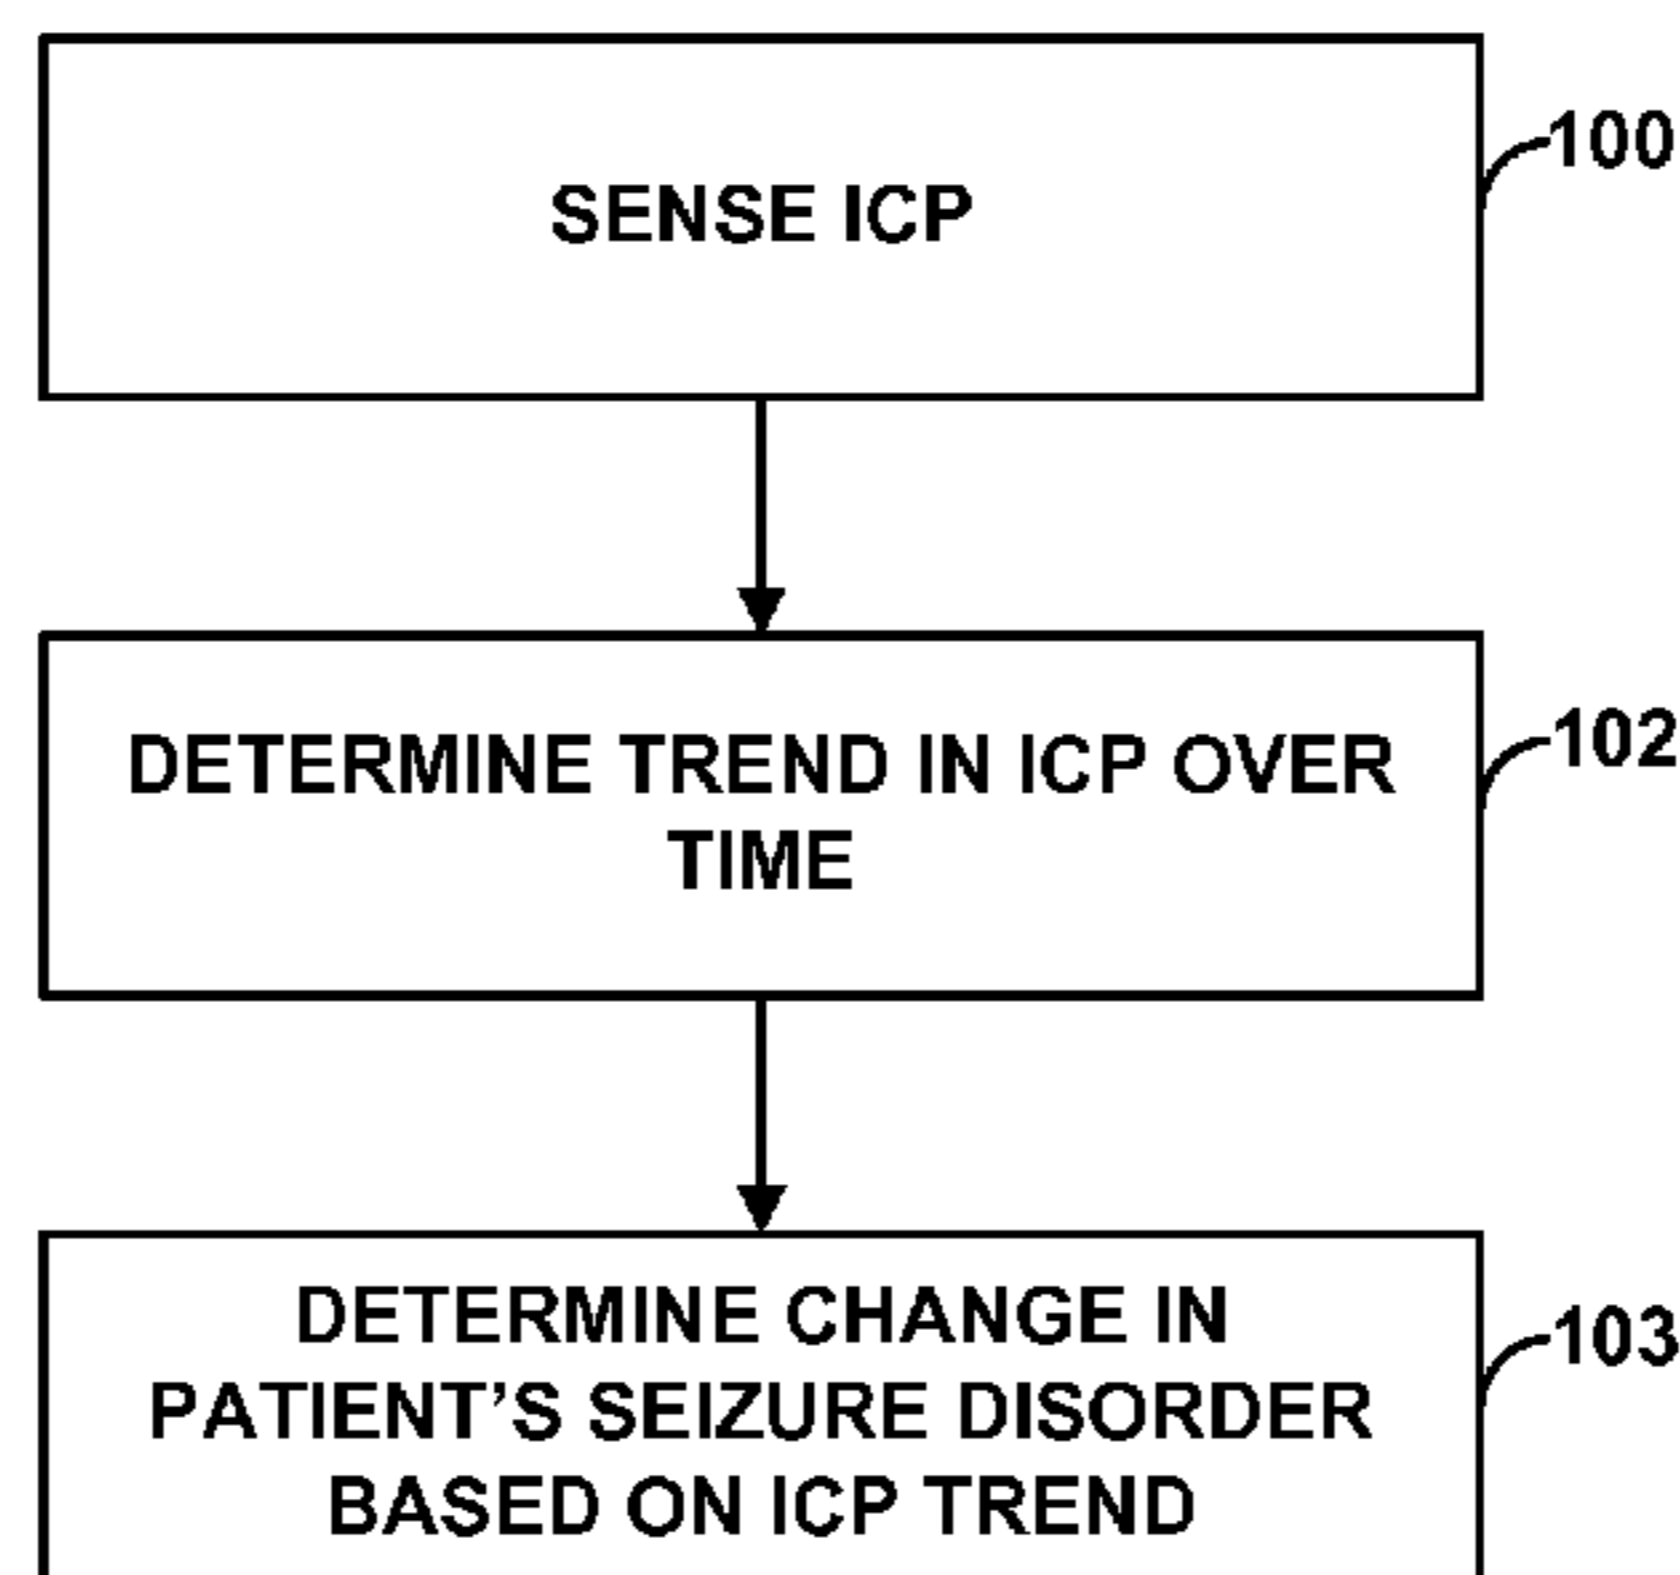 SENSE ICP
100
DETERMINE TREND IN ICP OVER
TIME
102
DETERMINE CHANGE IN
PATIENT’S SEIZURE DISORDER
BASED ON ICP TREND
103